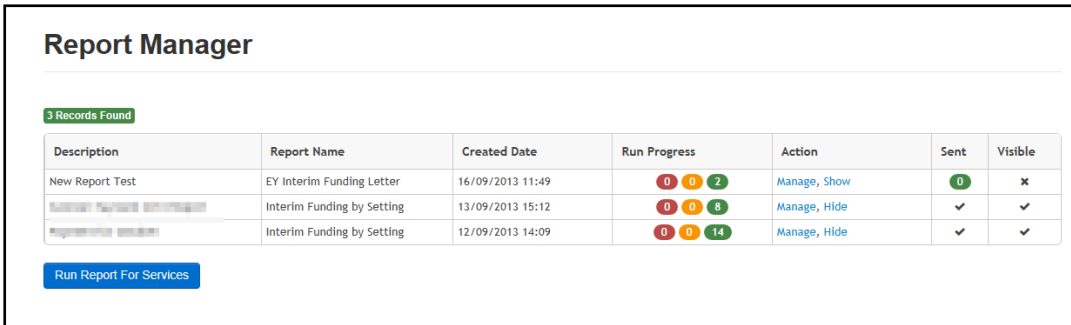 Report Manager
3 Records Found
Description Report Name Created Date Run Progress Action Sent Visible
New Report Test EY Interim Funding Letter 16/09/2013 11:49 0 0 2 Manage, Show 0
Interim Funding by Setting 13/09/2013 15:12 0 0 8 Manage, Hide
Interim Funding by Setting 12/09/2013 14:09 0 0 14 Manage, Hide
Run Report For Services